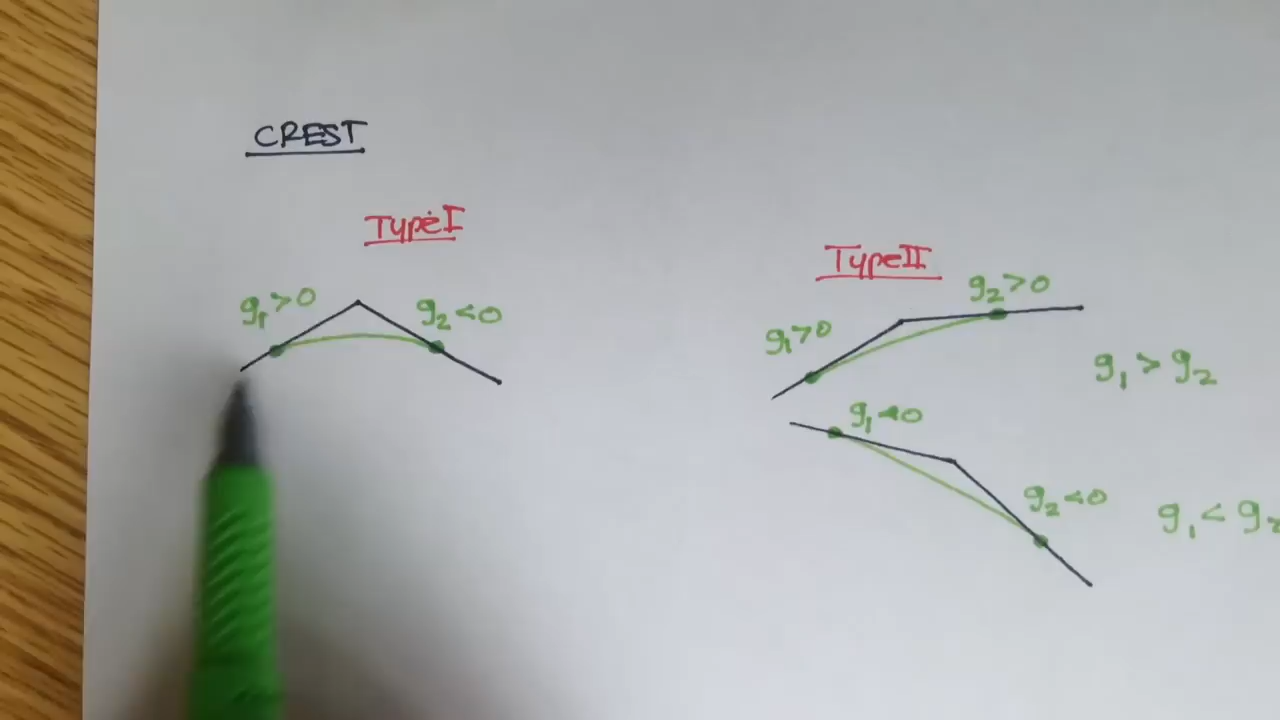 CREST
Type I
g₁>0
g₂<0
Type II
g₁>0
g₂>0
g₁ > g₂
g₁<0
g₂<0
g₁ < g₂